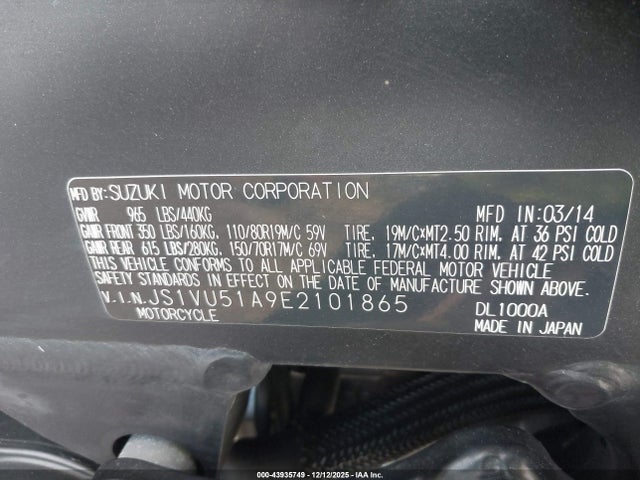 MFD BY:SUZUKI MOTOR CORPORATION
GVWR 965 LBS/440KG MFD IN:03/14
GAWR FRONT 350 LBS/160KG, 110/80R19M/C 59V TIRE, 19M/C×MT2.50 RIM, AT 36 PSI COLD
GAWR REAR 615 LBS/280KG, 150/70R17M/C 69V TIRE, 17M/C×MT4.00 RIM, AT 42 PSI COLD
THIS VEHICLE CONFORMS TO ALL APPLICABLE FEDERAL MOTOR VEHICLE
SAFETY STANDARDS IN EFFECT ON THE DATE OF MANUFACTURE SHOWN ABOVE.
V.I.N.JS1VU51A9E2101865 DL1000A
MOTORCYCLE MADE IN JAPAN
000-43935749 - 12/12/2025 - IAAI, Inc.